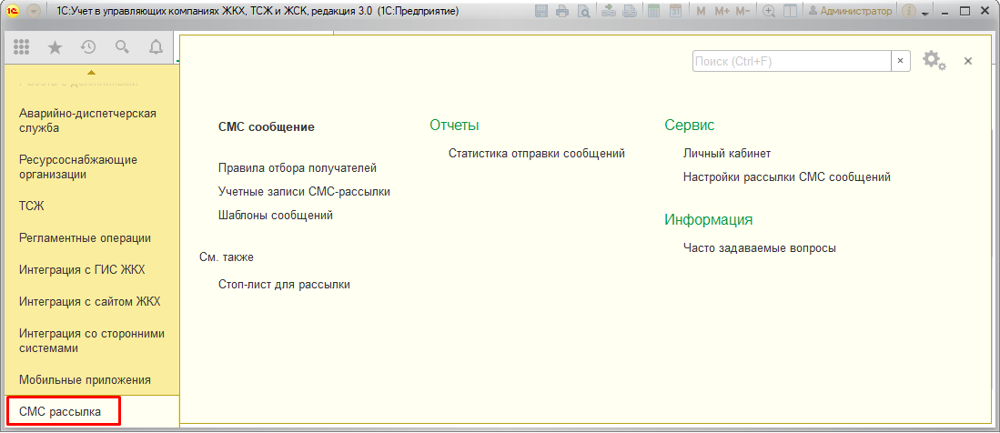 1С:Учет в управляющих компаниях ЖКХ, ТСЖ и ЖСК, редакция 3.0 (1С:Предприятие)
M M+ M- Администратор
Поиск (Ctrl+F)
Аварийно-диспетчерская
служба
Ресурсоснабжающие
организации
ТСЖ
Регламентные операции
Интеграция с ГИС ЖКХ
Интеграция с сайтом ЖКХ
Интеграция со сторонними
системами
Мобильные приложения
СМС рассылка
СМС сообщение
Правила отбора получателей
Учетные записи СМС-рассылки
Шаблоны сообщений
См. также
Стоп-лист для рассылки
Отчеты
Статистика отправки сообщений
Сервис
Личный кабинет
Настройки рассылки СМС сообщений
Информация
Часто задаваемые вопросы